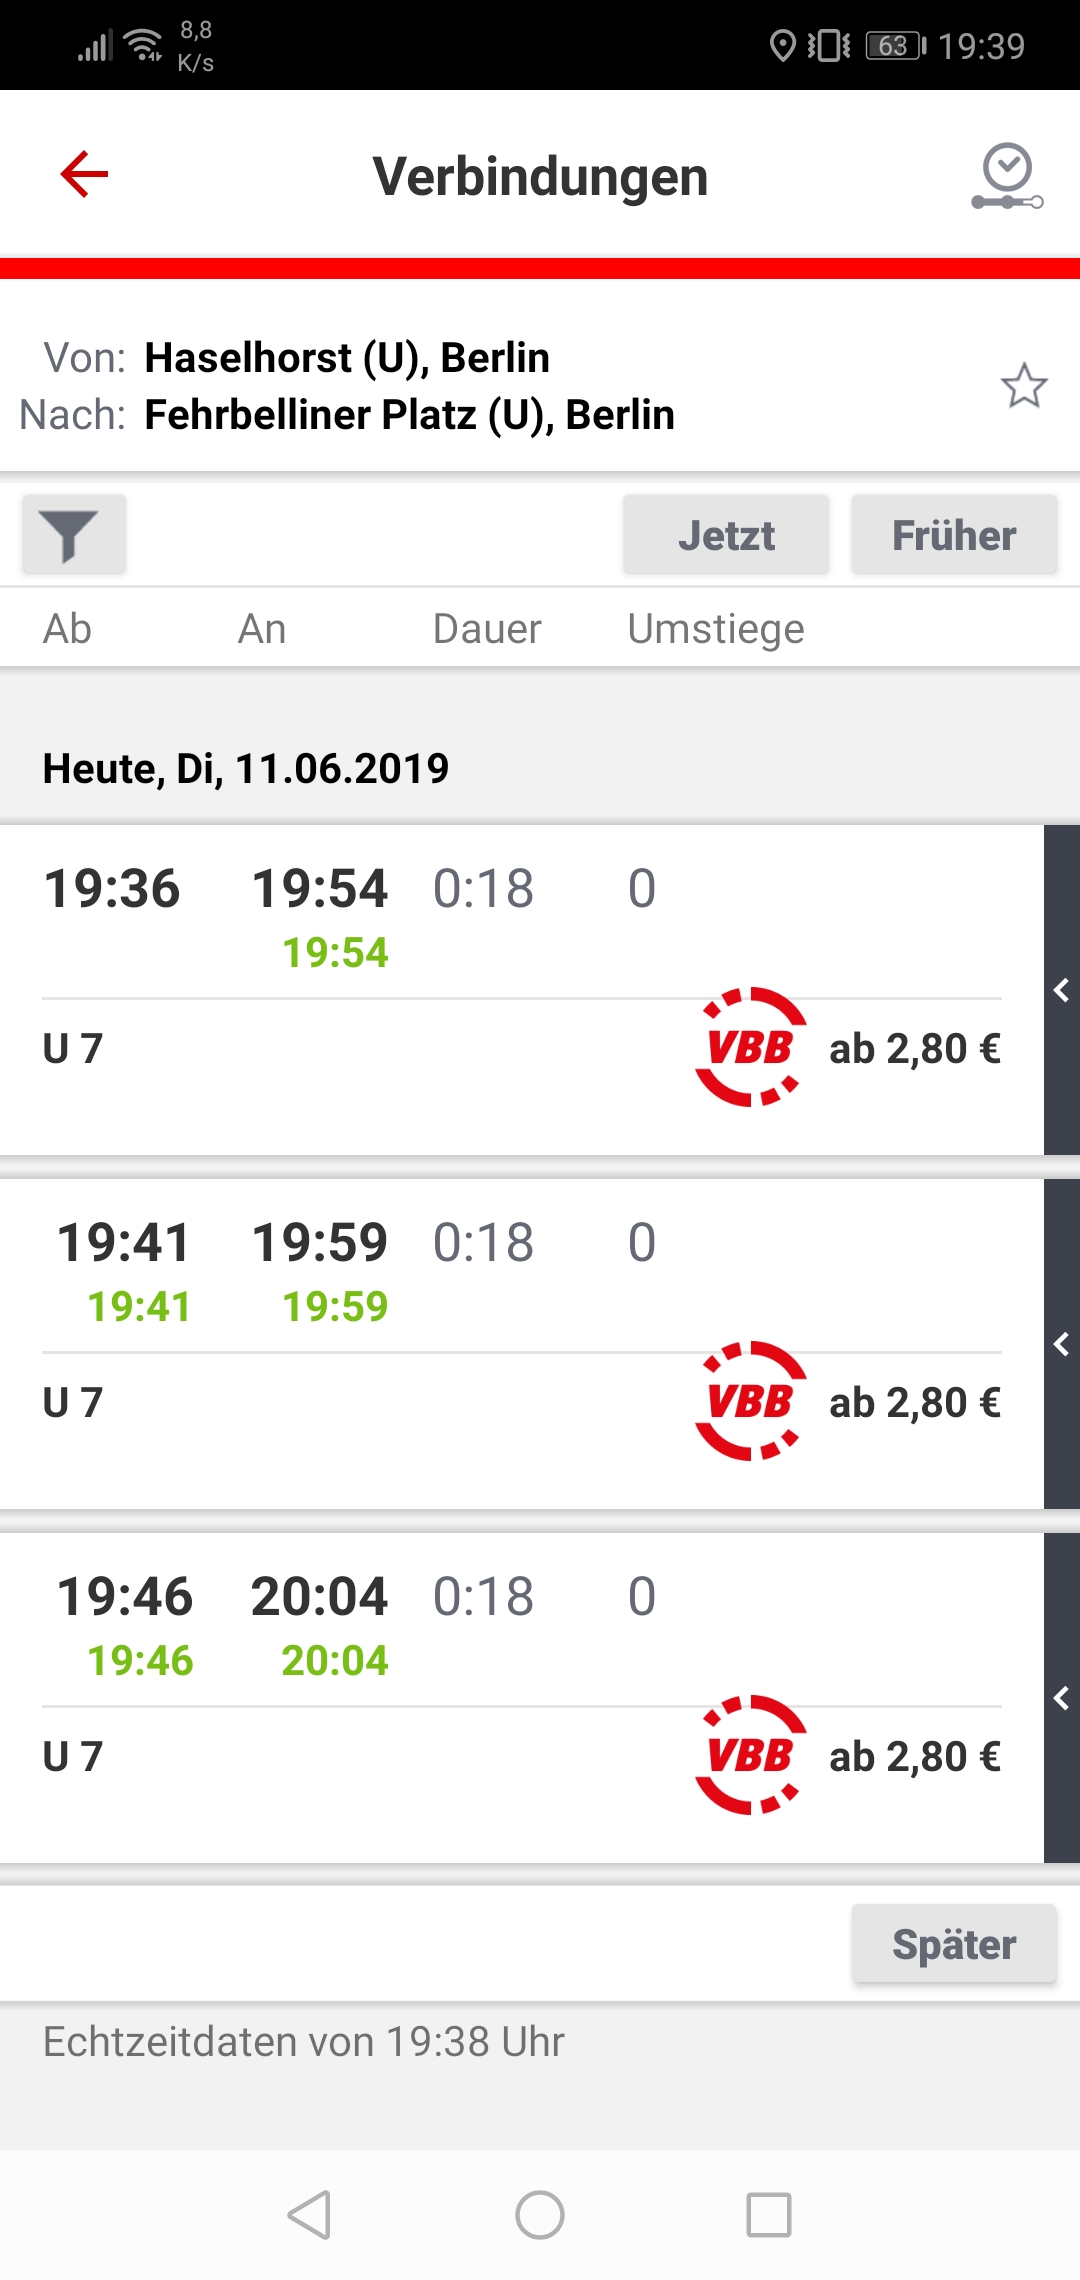 8,8
K/s
63 19:39
Verbindungen
Von: Haselhorst (U), Berlin
Nach: Fehrbelliner Platz (U), Berlin
Jetzt Früher
Ab An Dauer Umstiege
Heute, Di, 11.06.2019
19:36 19:54 0:18 0
19:54
U 7 VBB ab 2,80 €
19:41 19:59 0:18 0
19:41 19:59
U 7 VBB ab 2,80 €
19:46 20:04 0:18 0
19:46 20:04
U 7 VBB ab 2,80 €
Später
Echtzeitdaten von 19:38 Uhr